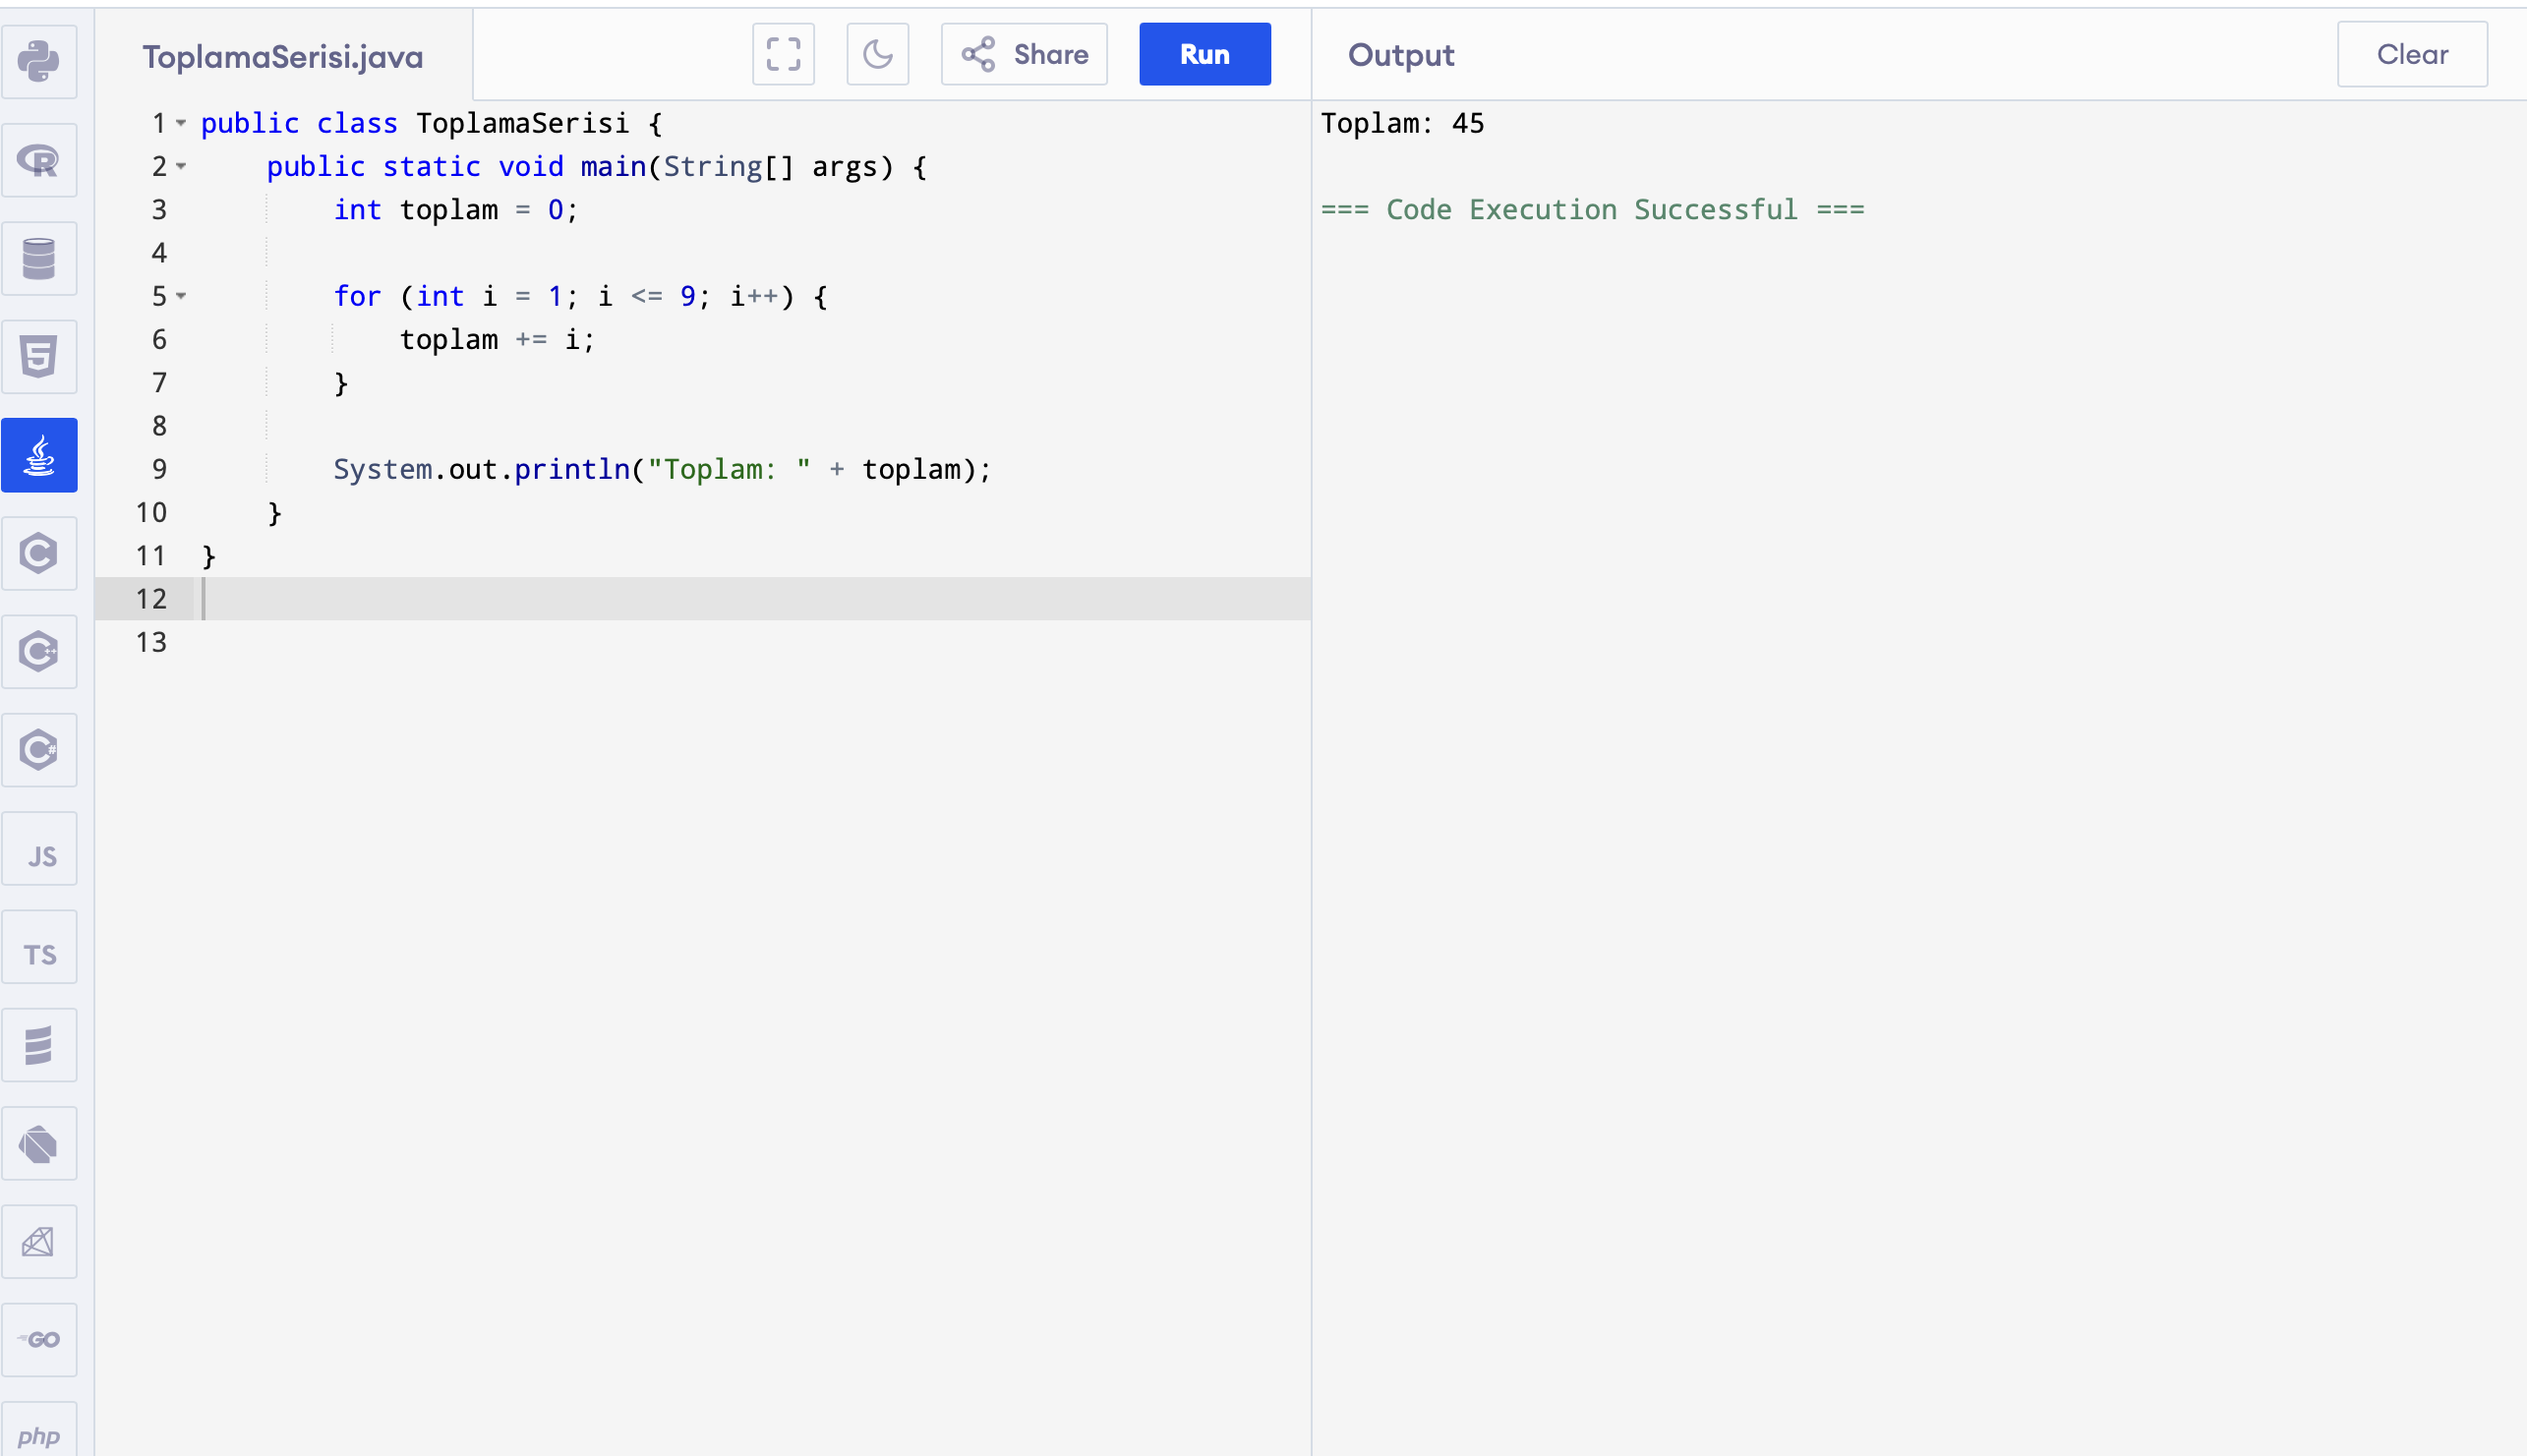 ToplamaSerisi.java
Share
Run
Output
Clear
1 public class ToplamaSerisi {
2     public static void main(String[] args) {
3         int toplam = 0;
4
5         for (int i = 1; i <= 9; i++) {
6             toplam += i;
7         }
8
9         System.out.println("Toplam: " + toplam);
10     }
11 }
12
13
Toplam: 45
=== Code Execution Successful ===
R
5
C
C++
C#
JS
TS
GO
php